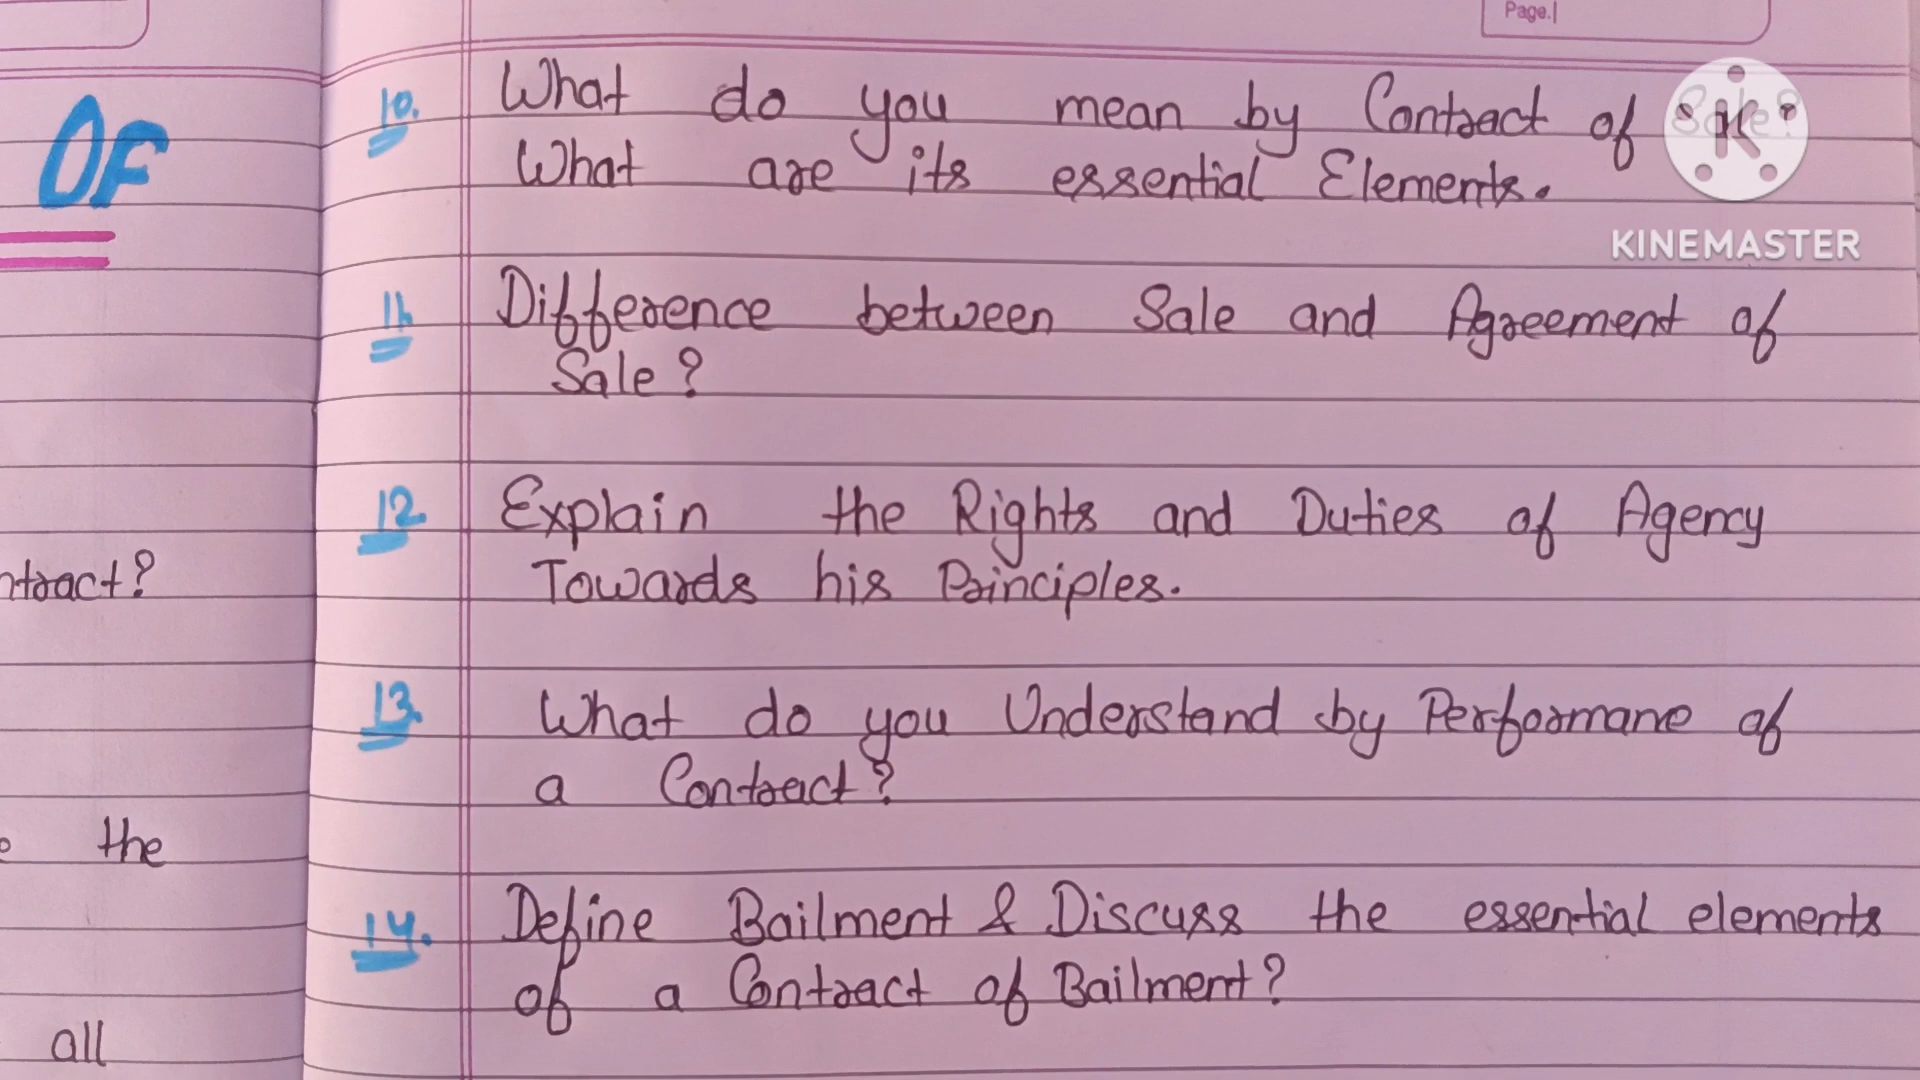 Page.
OF
ntract?
the
all
10. What do you mean by Contract of Sale?
What are its essential Elements.
11. Difference between Sale and Agreement of
Sale?
12. Explain the Rights and Duties of Agency
Towards his Principles.
13. What do you Understand by Performane of
a Contract?
14. Define Bailment & Discuss the essential elements
of a Contract of Bailment?
K
KINEMASTER